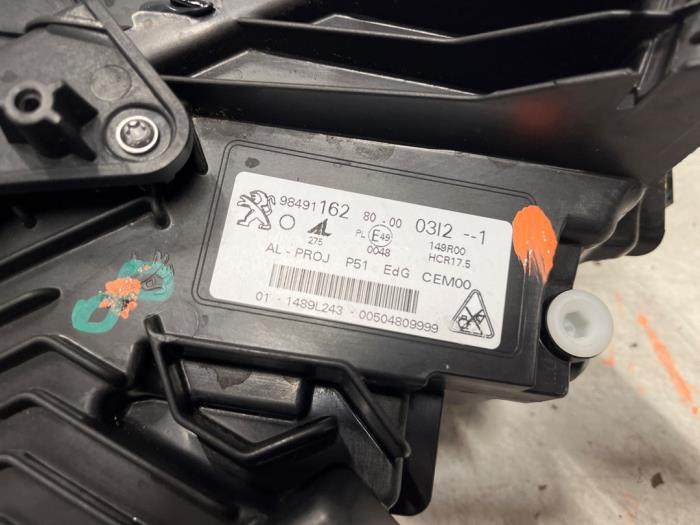 98491162 80-00 03I2 --1
AL 275 PL E49 0048 149R00
HCR17.5
AL-PROJ P51 EdG CEM00
01-1489L243-00504809999